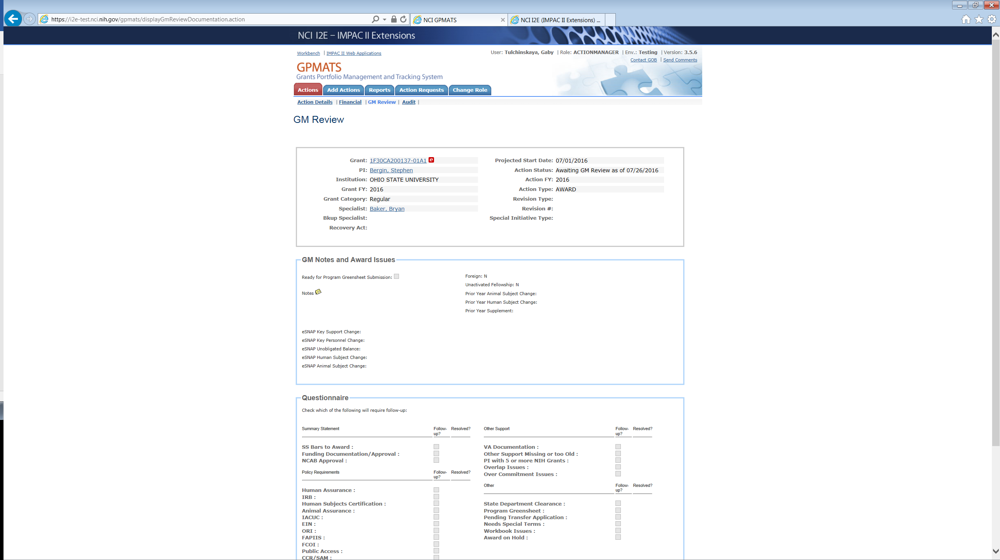 https://i2e-test.nci.nih.gov/gpmats/displayGmReviewDocumentation.action
NCI GPMATS
NCI I2E (IMPAC II Extensions) ...
NCI I2E – IMPAC II Extensions
Workbench | IMPAC II Web Applications
User: Tulchinskaya, Gaby | Role: ACTIONMANAGER | Env.: Testing | Version: 3.5.6
Contact GOB | Send Comments
GPMATS
Grants Portfolio Management and Tracking System
Actions Add Actions Reports Action Requests Change Role
Action Details | Financial | GM Review | Audit |
GM Review
Grant: 1F30CA200137-01A1 e
PI: Bergin, Stephen
Institution: OHIO STATE UNIVERSITY
Grant FY: 2016
Grant Category: Regular
Specialist: Baker, Bryan
Bkup Specialist:
Recovery Act:
Projected Start Date: 07/01/2016
Action Status: Awaiting GM Review as of 07/26/2016
Action FY: 2016
Action Type: AWARD
Revision Type:
Revision #:
Special Initiative Type:
GM Notes and Award Issues
Ready for Program Greensheet Submission:
Notes
Foreign: N
Unactivated Fellowship: N
Prior Year Animal Subject Change:
Prior Year Human Subject Change:
Prior Year Supplement:
eSNAP Key Support Change:
eSNAP Key Personnel Change:
eSNAP Unobligated Balance:
eSNAP Human Subject Change:
eSNAP Animal Subject Change:
Questionnaire
Check which of the following will require follow-up:
Summary Statement Follow-up? Resolved?
SS Bars to Award :
Funding Documentation/Approval :
NCAB Approval :
Policy Requirements Follow-up? Resolved?
Human Assurance :
IRB :
Human Subjects Certification :
Animal Assurance :
IACUC :
EIN :
ORI :
FAPIIS :
FCOI :
Public Access :
CCR/SAM :
Other Support Follow-up? Resolved?
VA Documentation :
Other Support Missing or too Old :
PI with 5 or more NIH Grants :
Overlap Issues :
Over Commitment Issues :
Other Follow-up? Resolved?
State Department Clearance :
Program Greensheet :
Pending Transfer Application :
Needs Special Terms :
Workbook Issues :
Award on Hold :